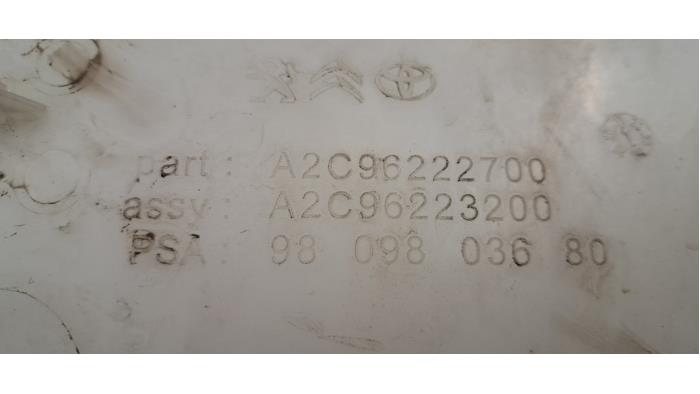 part : A2C96222700
assy : A2C96223200
PSA : 98 098 036 80